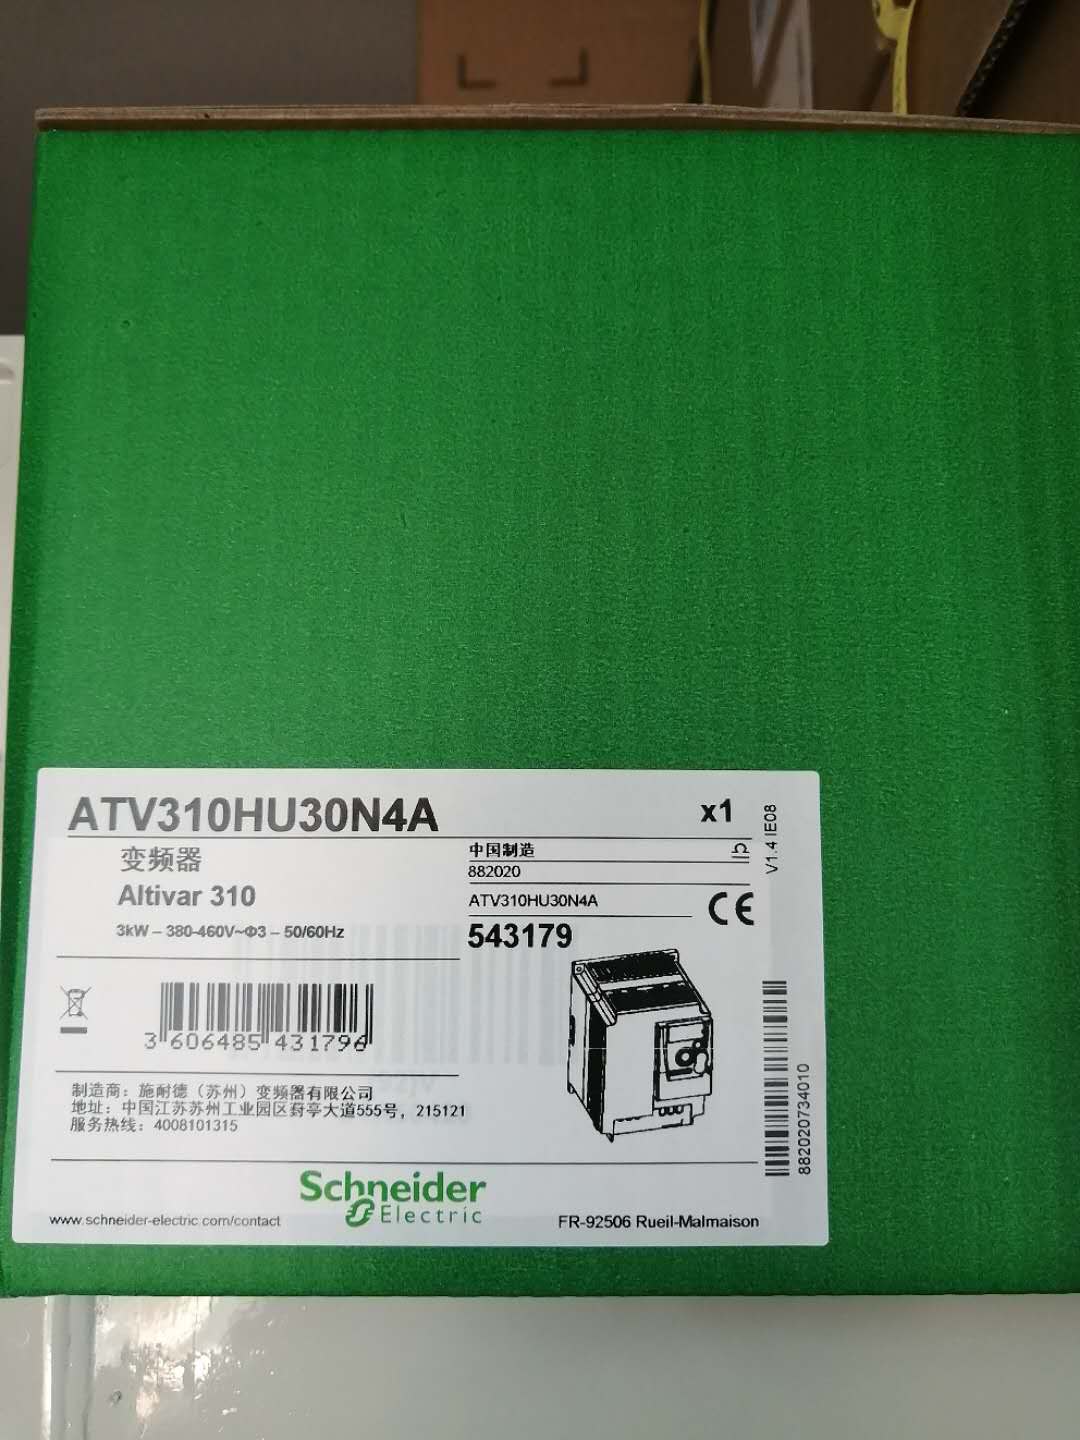 ATV310HU30N4A
x1
变频器
Altivar 310
3kW – 380-460V~Φ3 – 50/60Hz
中国制造
882020
ATV310HU30N4A
CE
543179
V1.4 IE08
3 606485 431796
制造商：施耐德（苏州）变频器有限公司
地址：中国江苏苏州工业园区葑亭大道555号，215121
服务热线：4008101315
88202073401​0
Schneider
Electric
www.schneider-electric.com/contact
FR-92506 Rueil-Malmaison